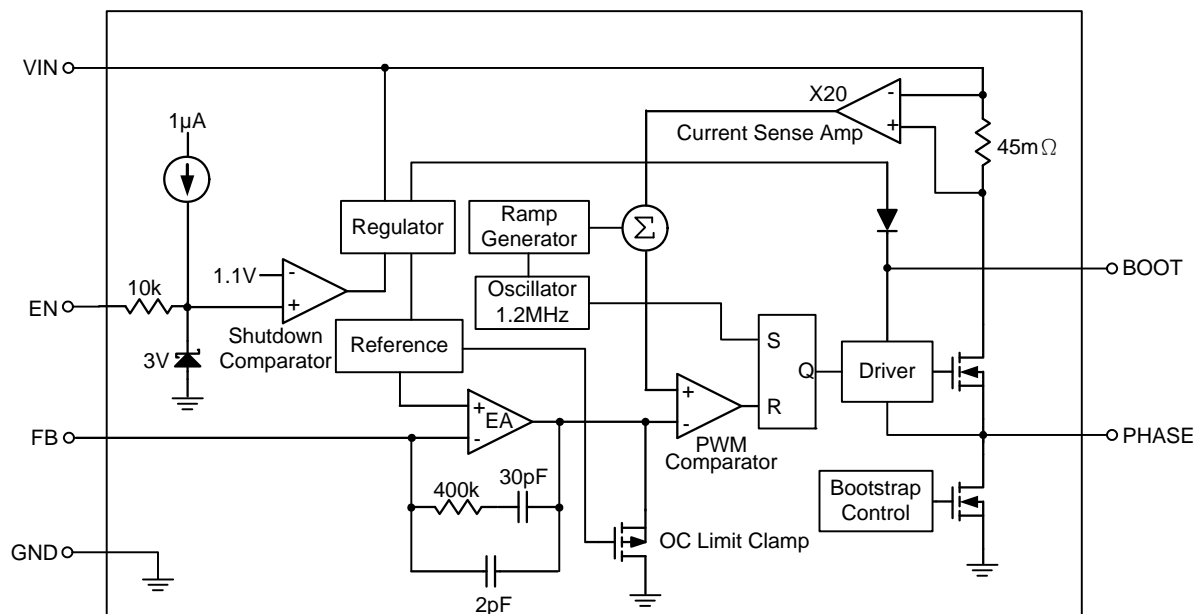 VIN
X20
-
+
Current Sense Amp
45mΩ
1µA
Regulator
Ramp
Generator
Σ
BOOT
1.1V
-
+
10k
EN
Oscillator
1.2MHz
Shutdown
Comparator
3V
Reference
S
Q
R
Driver
+
-
EA
+
-
PWM
Comparator
FB
PHASE
400k
30pF
Bootstrap
Control
OC Limit Clamp
GND
2pF